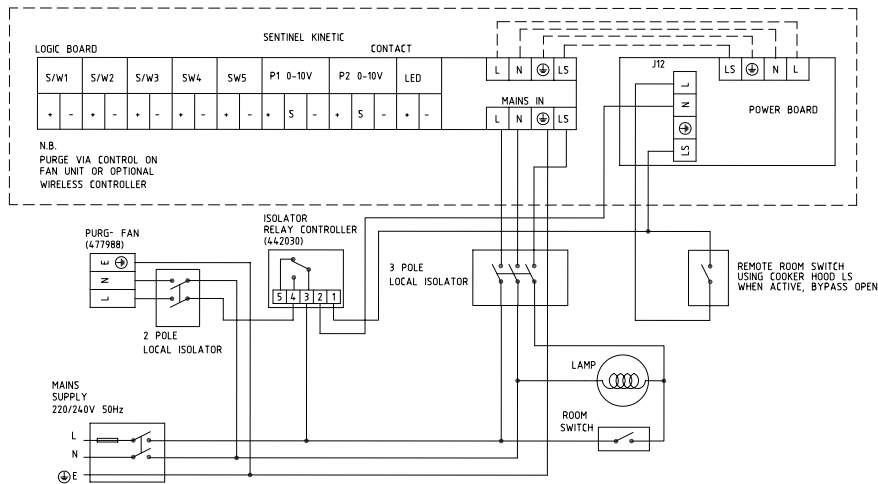 SENTINEL KINETIC
LOGIC BOARD
CONTACT
S/W1 S/W2 S/W3 SW4 SW5 P1 0-10V P2 0-10V LED
+ - + - + - + - + - + S - + S - + -
L N LS
MAINS IN
L N LS
LS N L
J12
L
N
LS
POWER BOARD
N.B.
PURGE VIA CONTROL ON
FAN UNIT OR OPTIONAL
WIRELESS CONTROLLER
PURG- FAN
(477988)
E
N
L
2 POLE
LOCAL ISOLATOR
ISOLATOR
RELAY CONTROLLER
(442030)
5 4 3 2 1
3 POLE
LOCAL ISOLATOR
REMOTE ROOM SWITCH
USING COOKER HOOD LS
WHEN ACTIVE, BYPASS OPEN
LAMP
ROOM
SWITCH
MAINS
SUPPLY
220/240V 50Hz
L
N
E